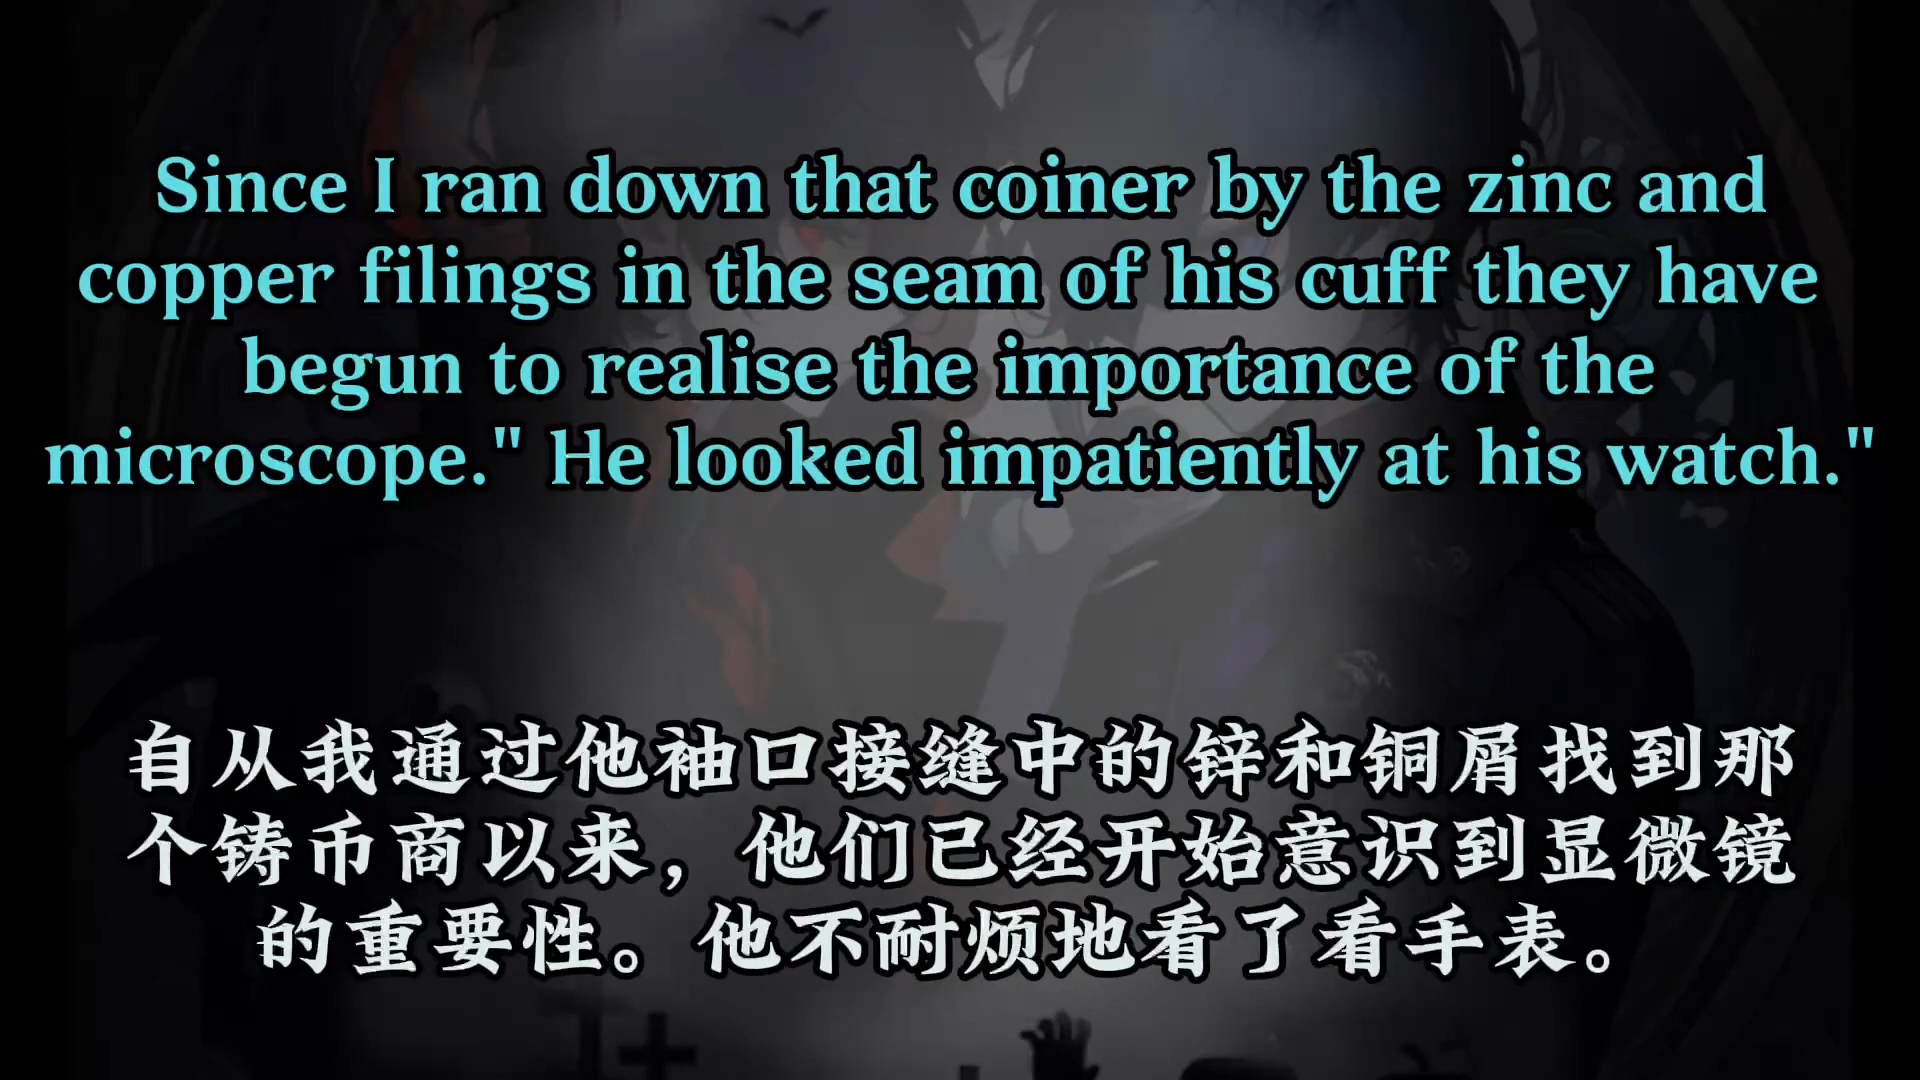 Since I ran down that coiner by the zinc and
copper filings in the seam of his cuff they have
begun to realise the importance of the
microscope." He looked impatiently at his watch."
自从我通过他袖口接缝中的锌和铜屑找到那
个铸币商以来，他们已经开始意识到显微镜
的重要性。他不耐烦地看了看手表。